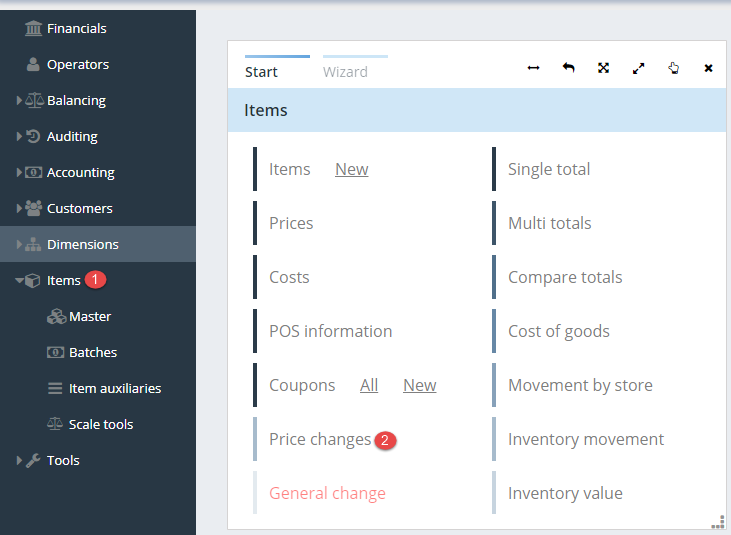 Financials
Operators
Balancing
Auditing
Accounting
Customers
Dimensions
Items 1
Master
Batches
Item auxiliaries
Scale tools
Tools
Start Wizard
Items
Items New
Prices
Costs
POS information
Coupons All New
Price changes 2
General change
Single total
Multi totals
Compare totals
Cost of goods
Movement by store
Inventory movement
Inventory value